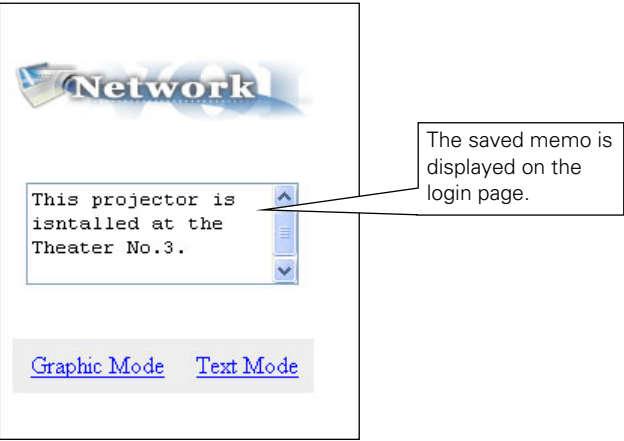 Network
This projector is
isntalled at the
Theater No.3.
The saved memo is
displayed on the
login page.
Graphic Mode Text Mode